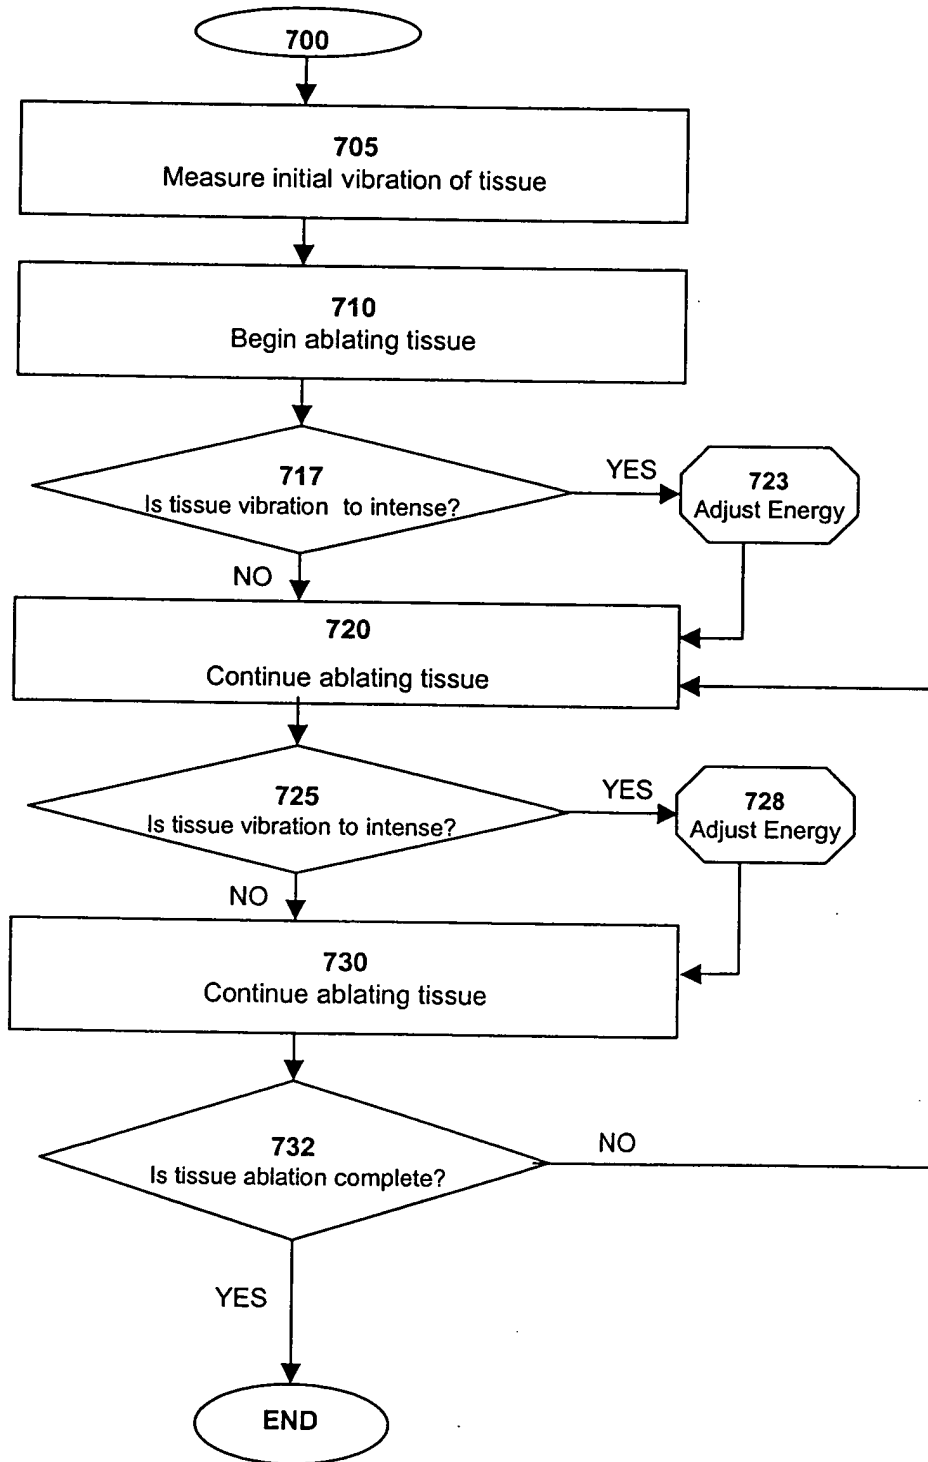 700
705
Measure initial vibration of tissue
710
Begin ablating tissue
717
Is tissue vibration to intense?
YES
723
Adjust Energy
NO
720
Continue ablating tissue
725
Is tissue vibration to intense?
YES
728
Adjust Energy
NO
730
Continue ablating tissue
732
Is tissue ablation complete?
NO
YES
END